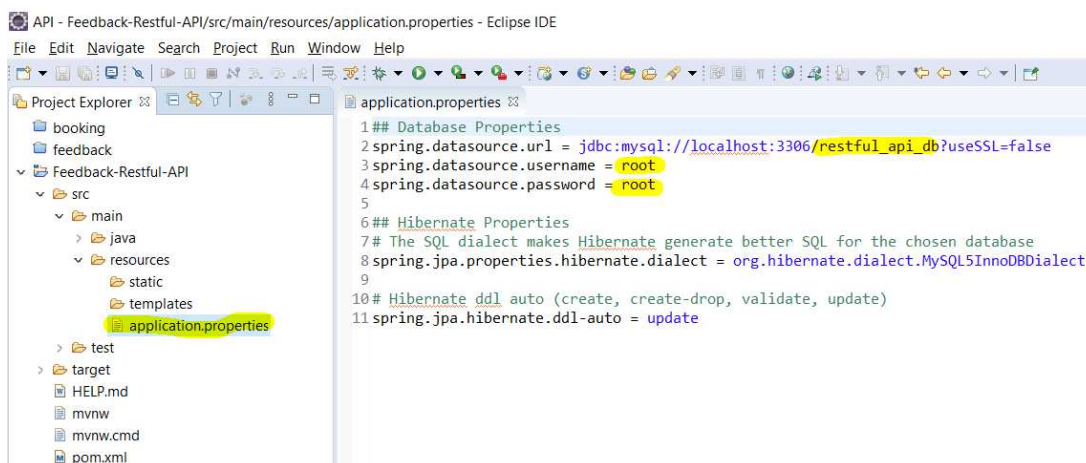 API - Feedback-Restful-API/src/main/resources/application.properties - Eclipse IDE
File Edit Navigate Search Project Run Window Help
Project Explorer
booking
feedback
Feedback-Restful-API
src
main
java
resources
static
templates
application.properties
test
target
HELP.md
mvnw
mvnw.cmd
pom.xml
application.properties
1 ## Database Properties
2 spring.datasource.url = jdbc:mysql://localhost:3306/restful_api_db?useSSL=false
3 spring.datasource.username = root
4 spring.datasource.password = root
5
6 ## Hibernate Properties
7 # The SQL dialect makes Hibernate generate better SQL for the chosen database
8 spring.jpa.properties.hibernate.dialect = org.hibernate.dialect.MySQL5InnoDBDialect
9
10 # Hibernate ddl auto (create, create-drop, validate, update)
11 spring.jpa.hibernate.ddl-auto = update